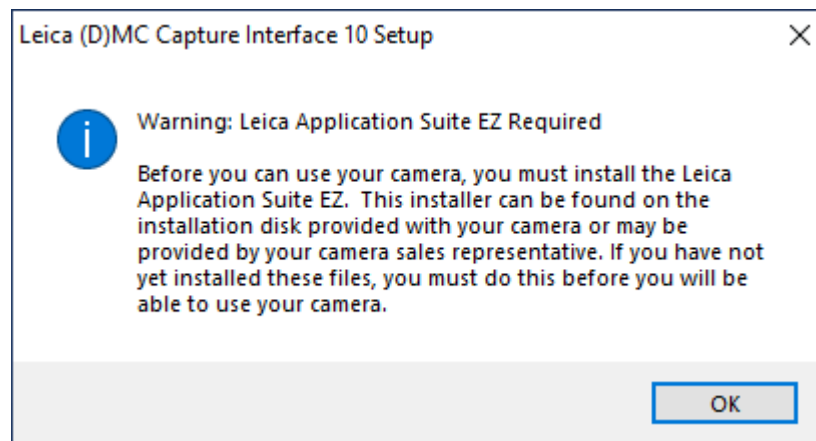 Leica (D)MC Capture Interface 10 Setup
Warning: Leica Application Suite EZ Required
Before you can use your camera, you must install the Leica
Application Suite EZ.  This installer can be found on the
installation disk provided with your camera or may be
provided by your camera sales representative. If you have not
yet installed these files, you must do this before you will be
able to use your camera.
OK